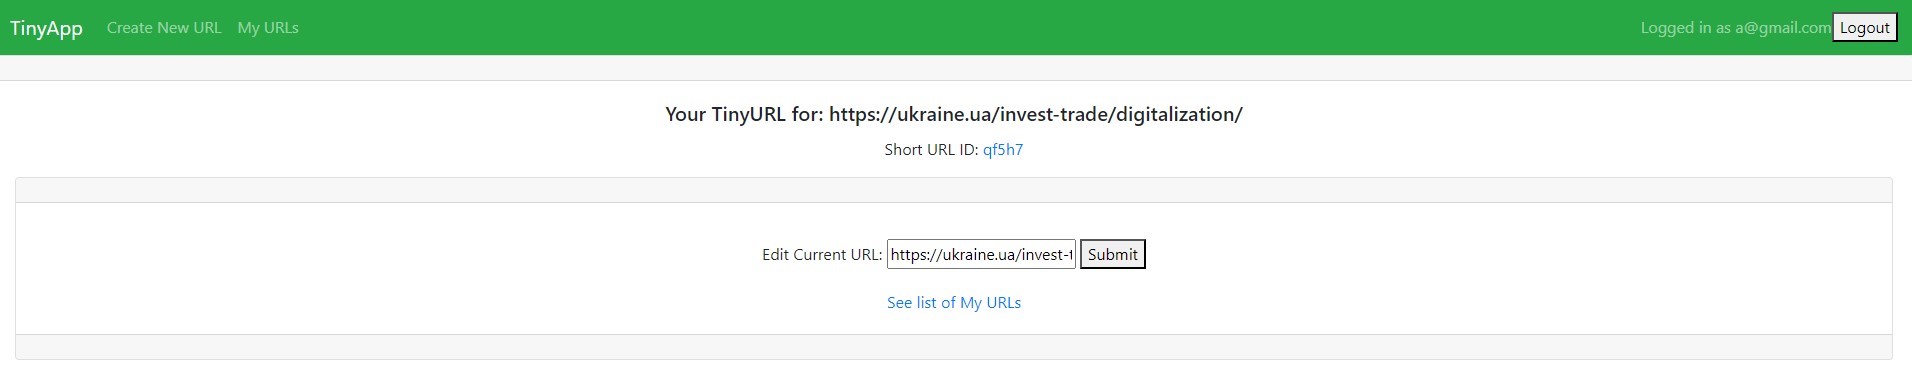 TinyApp Create New URL My URLs Logged in as a@gmail.com Logout
Your TinyURL for: https://ukraine.ua/invest-trade/digitalization/
Short URL ID: qf5h7
Edit Current URL: https://ukraine.ua/invest-t Submit
See list of My URLs